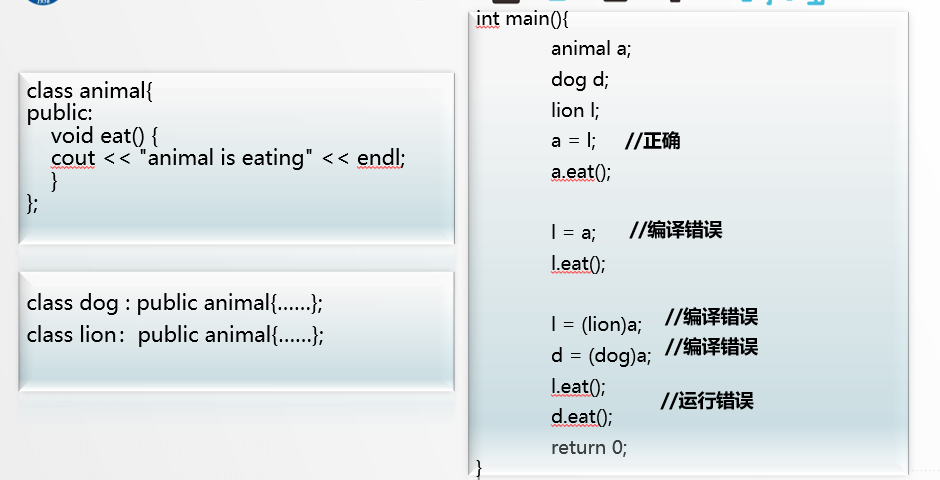 class animal{
public:
void eat() {
cout << "animal is eating" << endl;
}
};
class dog : public animal{......};
class lion：public animal{......};
int main(){
animal a;
dog d;
lion l;
a = l; //正确
a.eat();
l = a; //编译错误
l.eat();
l = (lion)a; //编译错误
d = (dog)a; //编译错误
l.eat();
//运行错误
d.eat();
return 0;
}